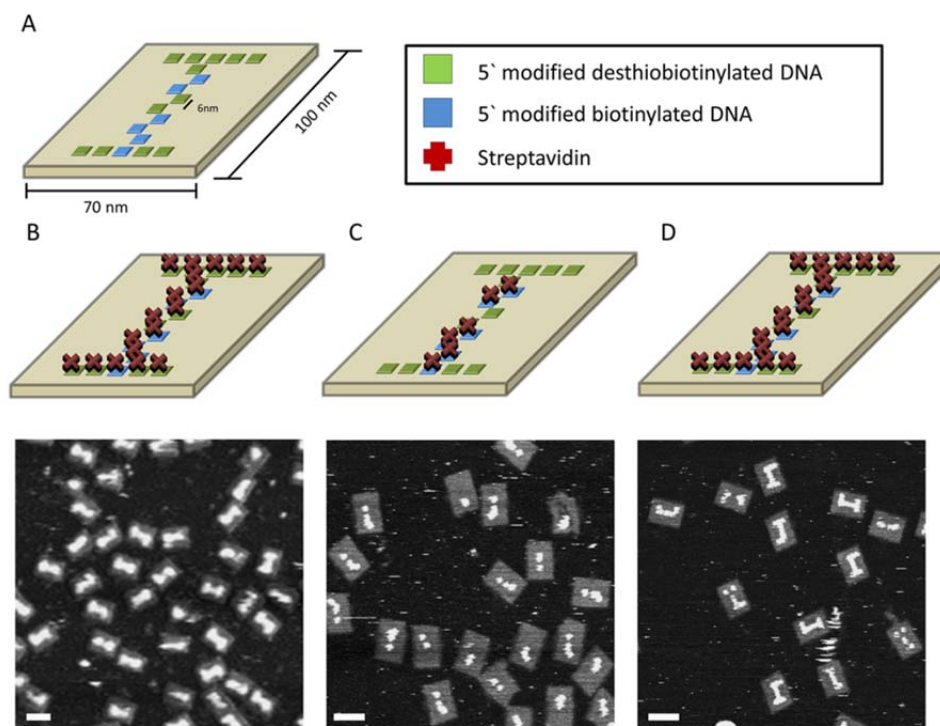 A
6nm
100 nm
70 nm
5` modified desthiobiotinylated DNA
5` modified biotinylated DNA
Streptavidin
B
C
D